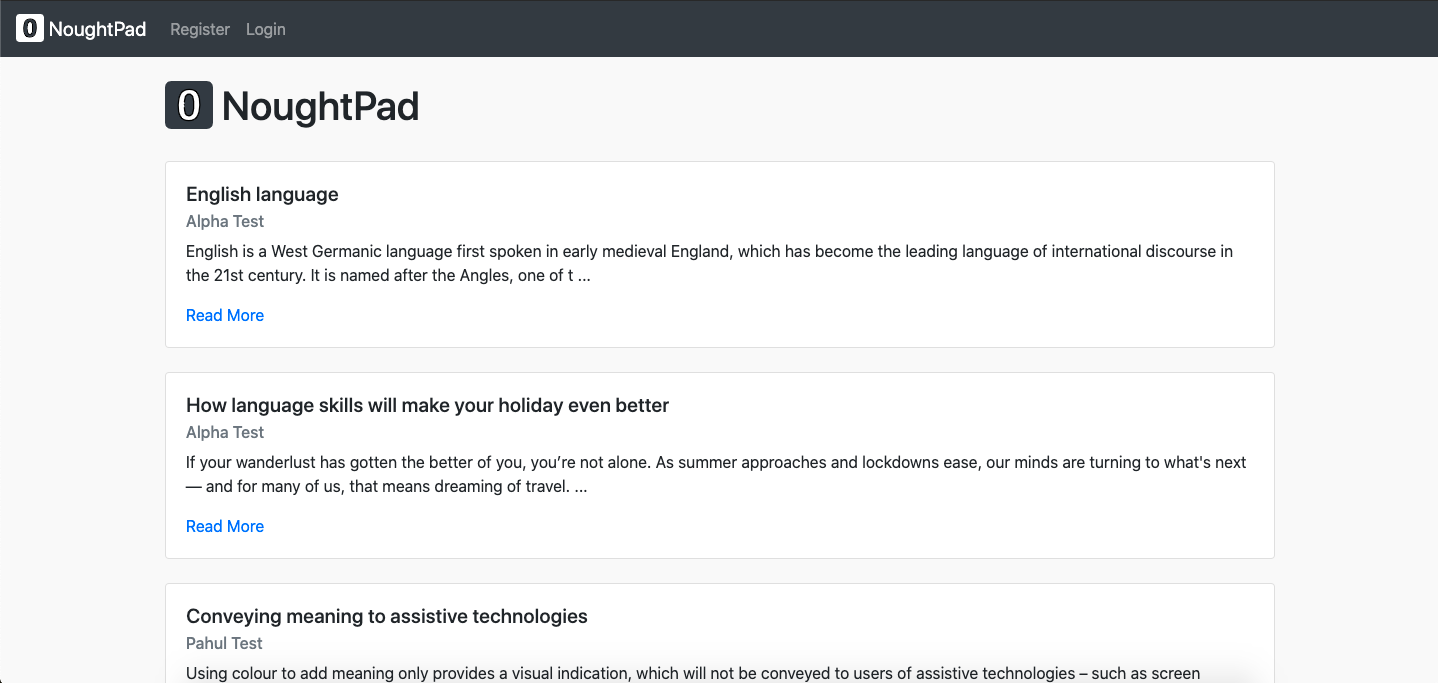 0 NoughtPad Register Login
0 NoughtPad
English language
Alpha Test
English is a West Germanic language first spoken in early medieval England, which has become the leading language of international discourse in
the 21st century. It is named after the Angles, one of t ...
Read More
How language skills will make your holiday even better
Alpha Test
If your wanderlust has gotten the better of you, you’re not alone. As summer approaches and lockdowns ease, our minds are turning to what's next
— and for many of us, that means dreaming of travel. ...
Read More
Conveying meaning to assistive technologies
Pahul Test
Using colour to add meaning only provides a visual indication, which will not be conveyed to users of assistive technologies – such as screen